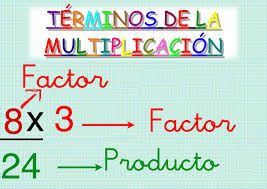 TÉRMINOS DE LA
MULTIPLICACIÓN
Factor
8 x 3 Factor
24 Producto